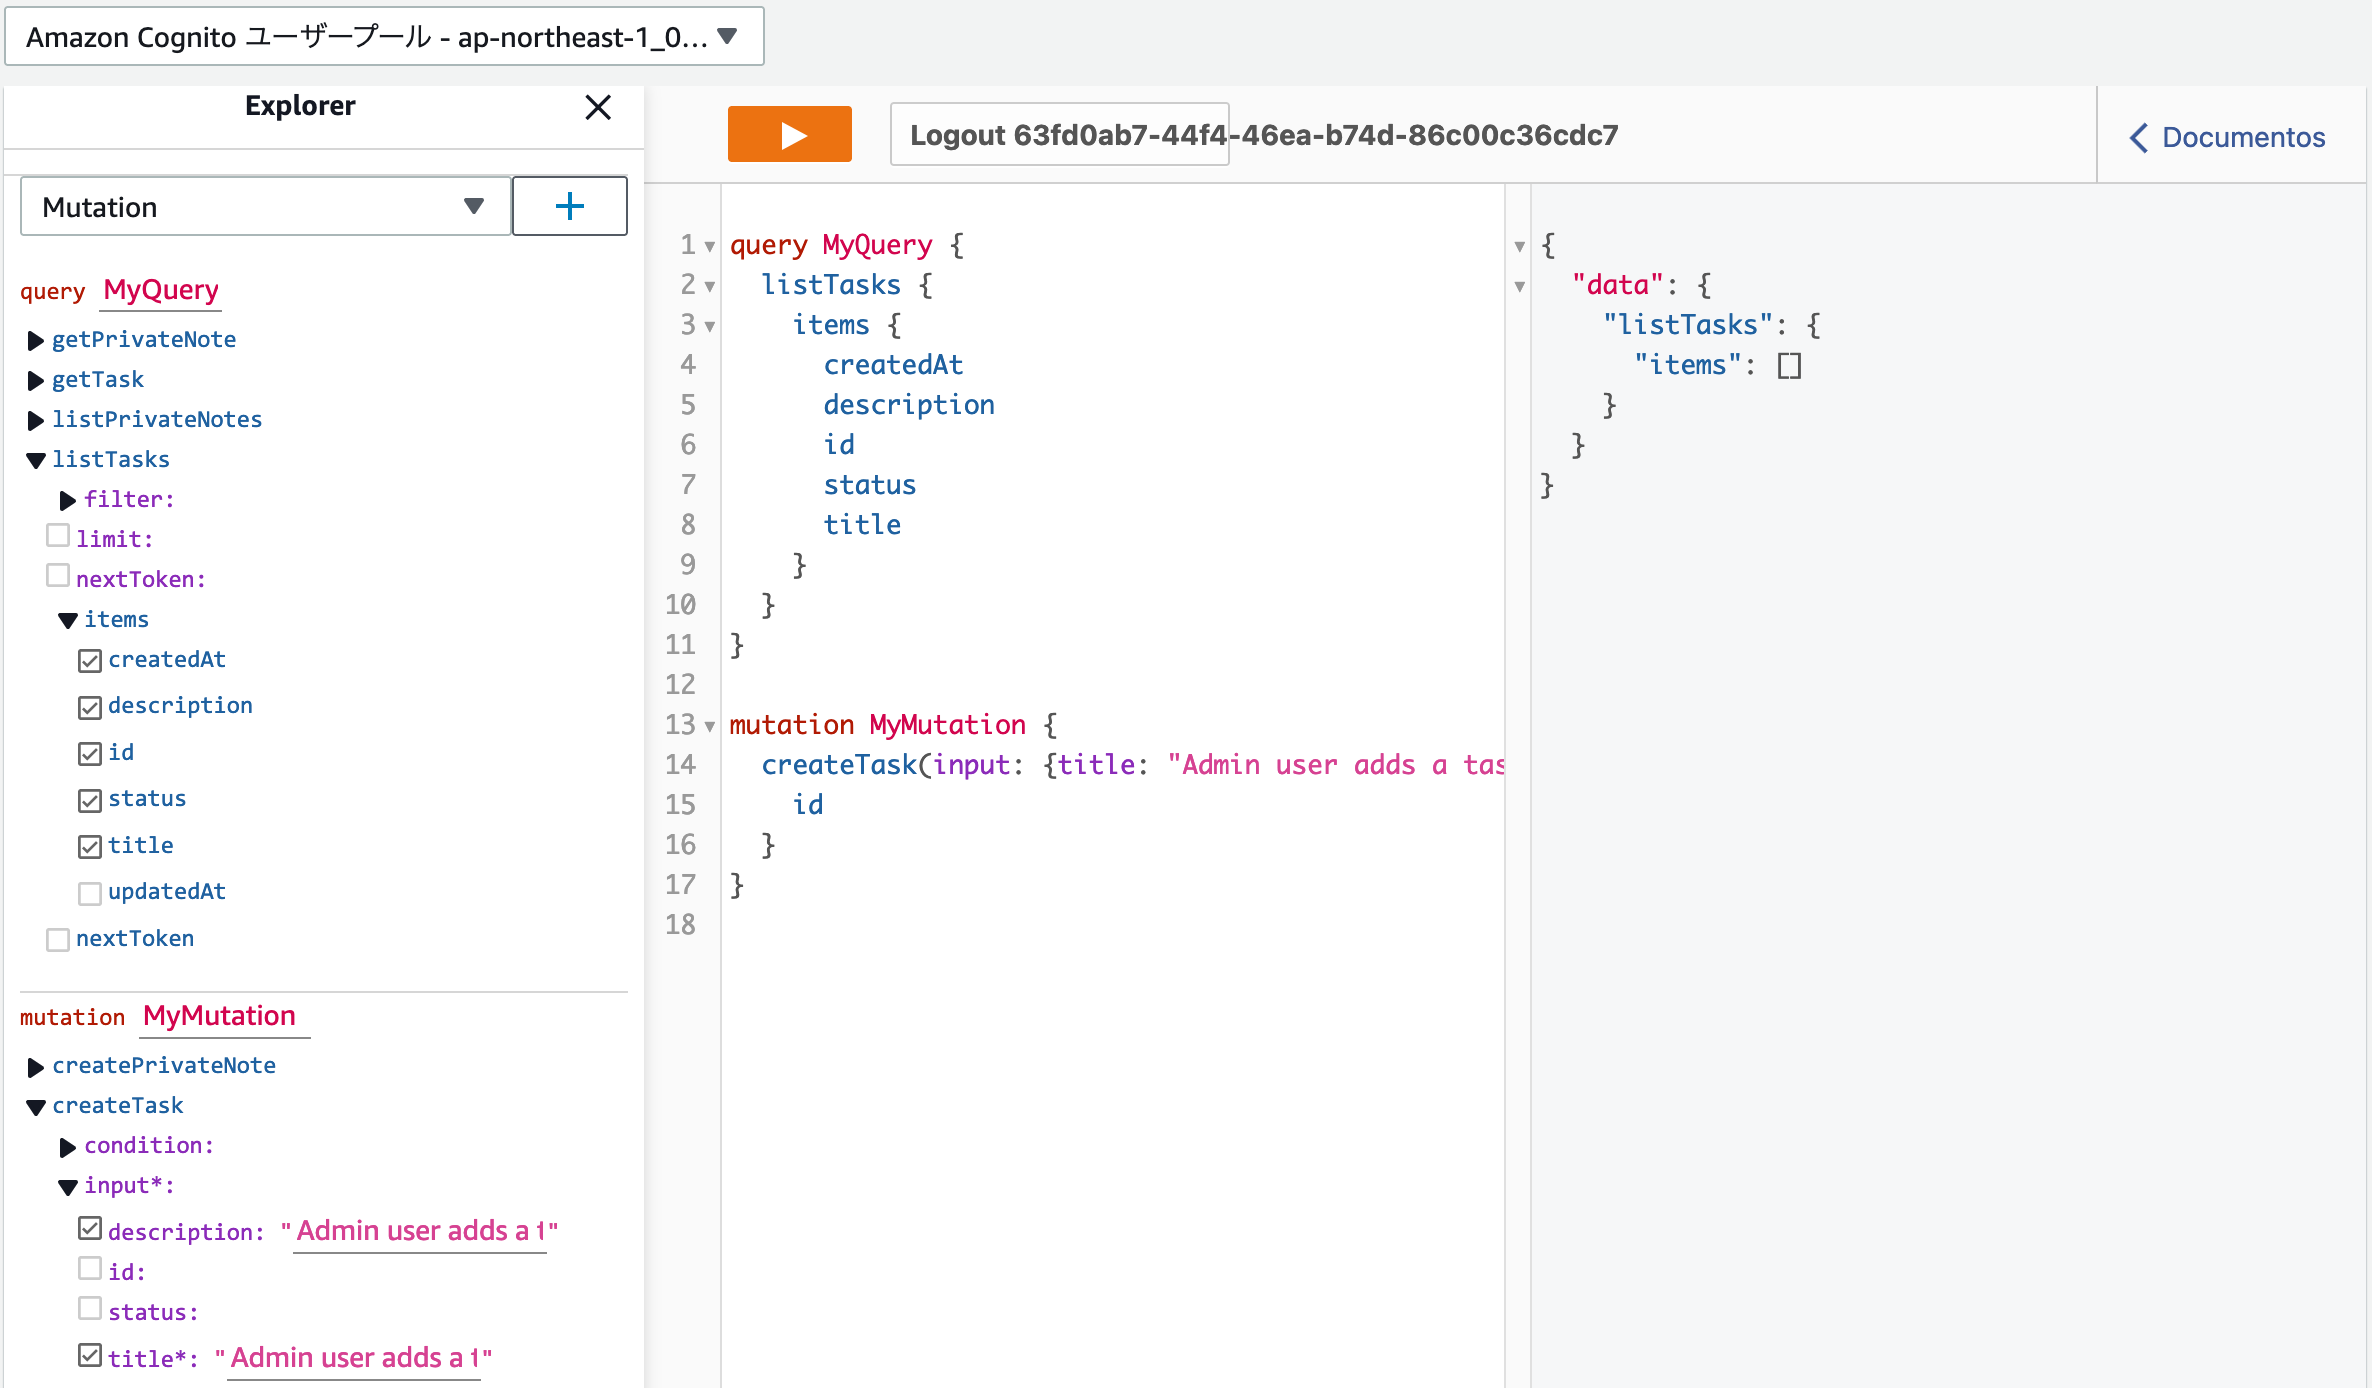 Amazon Cognito ユーザープール - ap-northeast-1_0...
Explorer
Logout 63fd0ab7-44f4-46ea-b74d-86c00c36cdc7
Documentos
Mutation
query MyQuery
getPrivateNote
getTask
listPrivateNotes
listTasks
filter:
limit:
nextToken:
items
createdAt
description
id
status
title
updatedAt
nextToken
mutation MyMutation
createPrivateNote
createTask
condition:
input*:
description: "Admin user adds a t"
id:
status:
title*: "Admin user adds a t"
1 query MyQuery {
2 listTasks {
3 items {
4 createdAt
5 description
6 id
7 status
8 title
9 }
10 }
11 }
12
13 mutation MyMutation {
14 createTask(input: {title: "Admin user adds a tas
15 id
16 }
17 }
18
{
"data": {
"listTasks": {
"items": []
}
}
}